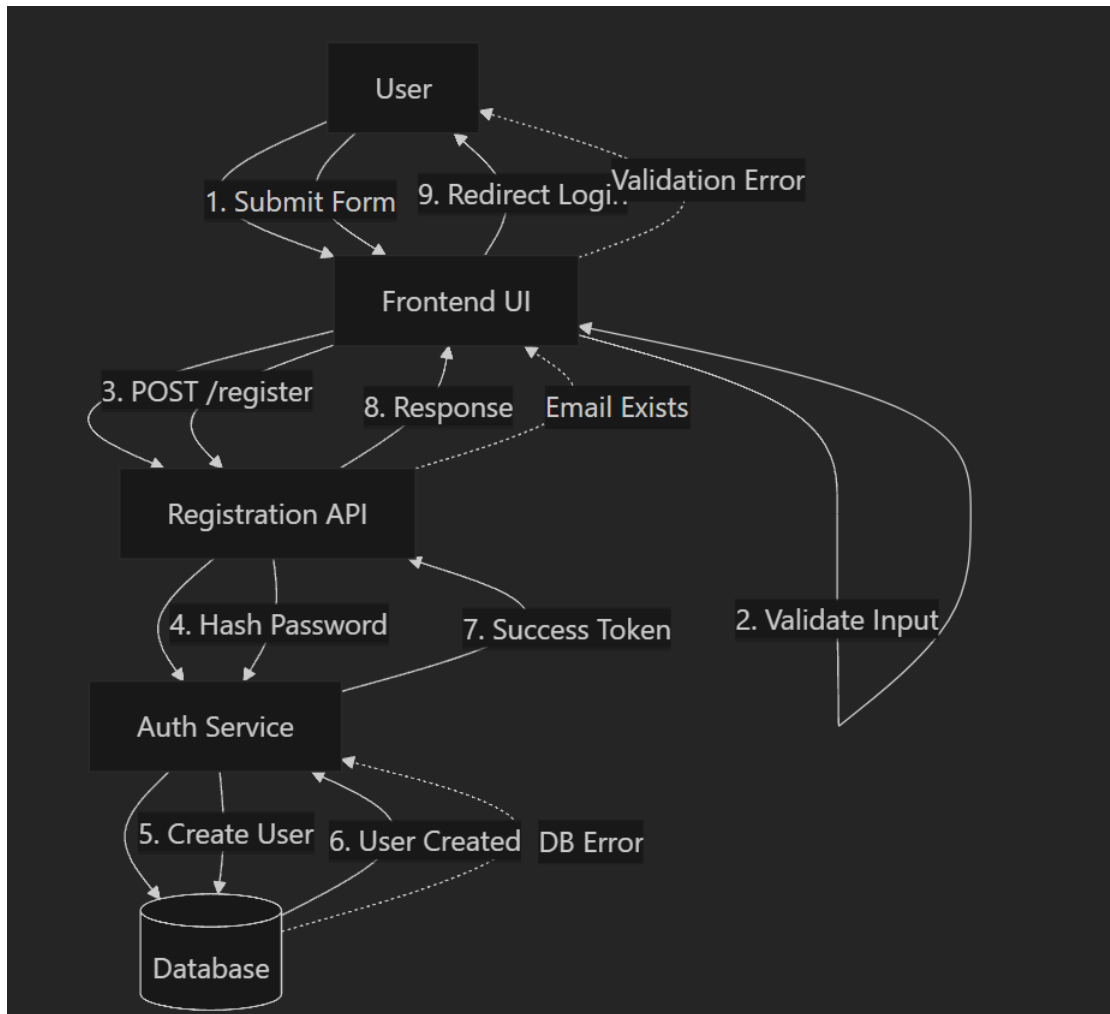 User
1. Submit Form
9. Redirect Logi
Validation Error
Frontend UI
3. POST /register
8. Response
Email Exists
Registration API
4. Hash Password
7. Success Token
2. Validate Input
Auth Service
5. Create User
6. User Created
DB Error
Database